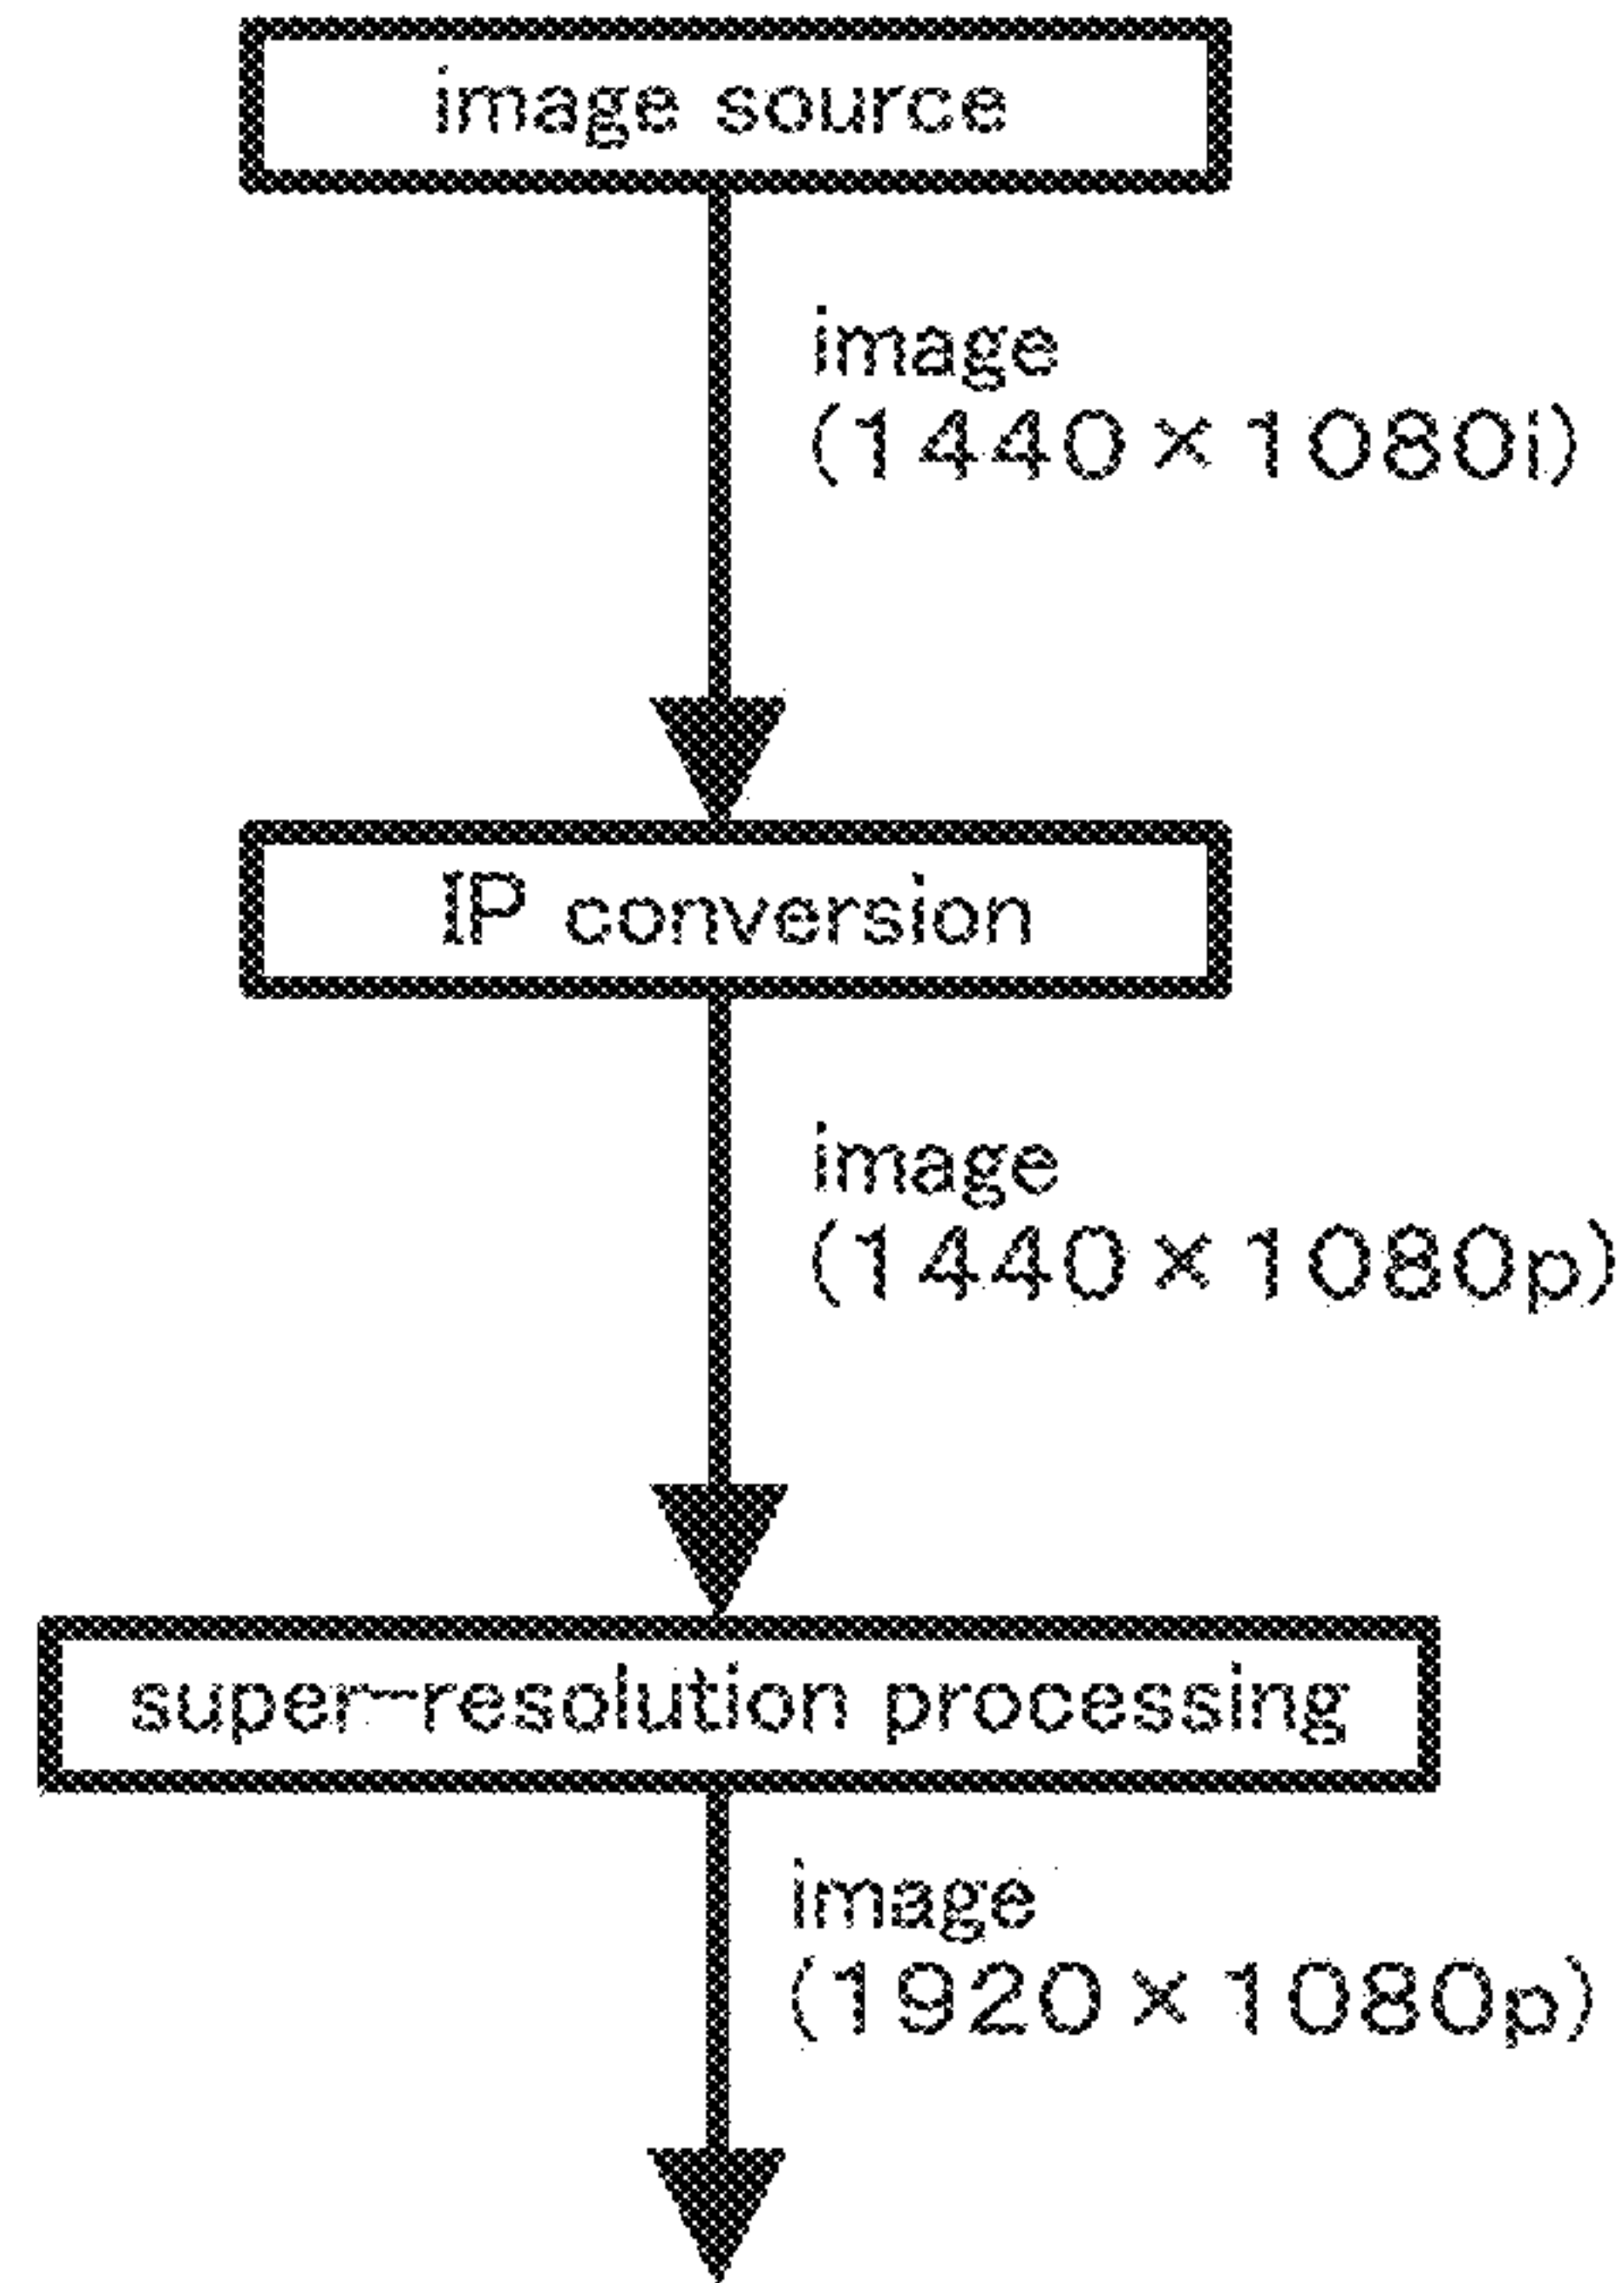 image source
image
(1440×1080i)
IP conversion
image
(1440×1080p)
super-resolution processing
image
(1920×1080p)